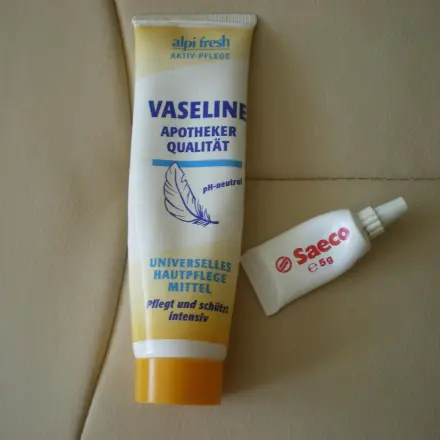 alpi fresh
AKTIV-PFLEGE
VASELINE
APOTHEKER
QUALITÄT
pH-neutral
UNIVERSELLES
HAUTPFLEGE
MITTEL
Pflegt und schützt
intensiv
Saeco
℮ 5g